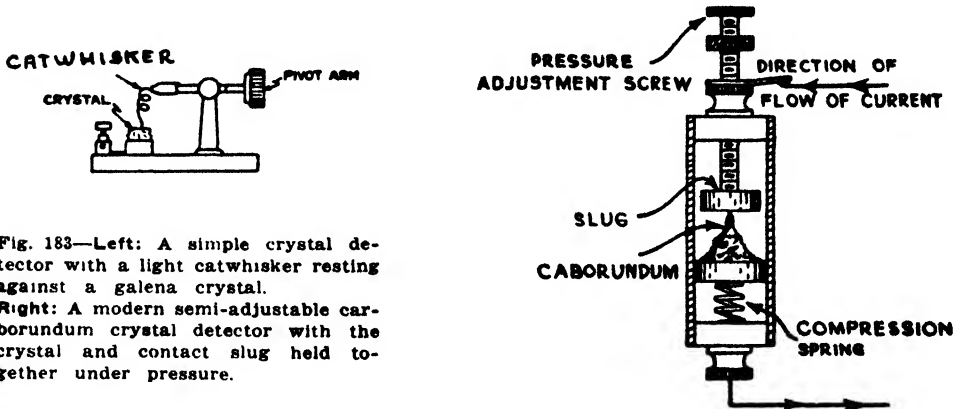 CATWHISKER
CRYSTAL
PIVOT ARM
Fig. 183—Left: A simple crystal de-
tector with a light catwhisker resting
against a galena crystal.
Right: A modern semi-adjustable car-
borundum crystal detector with the
crystal and contact slug held to-
gether under pressure.
PRESSURE
ADJUSTMENT SCREW
DIRECTION OF
FLOW OF CURRENT
SLUG
CABORUNDUM
COMPRESSION
SPRING